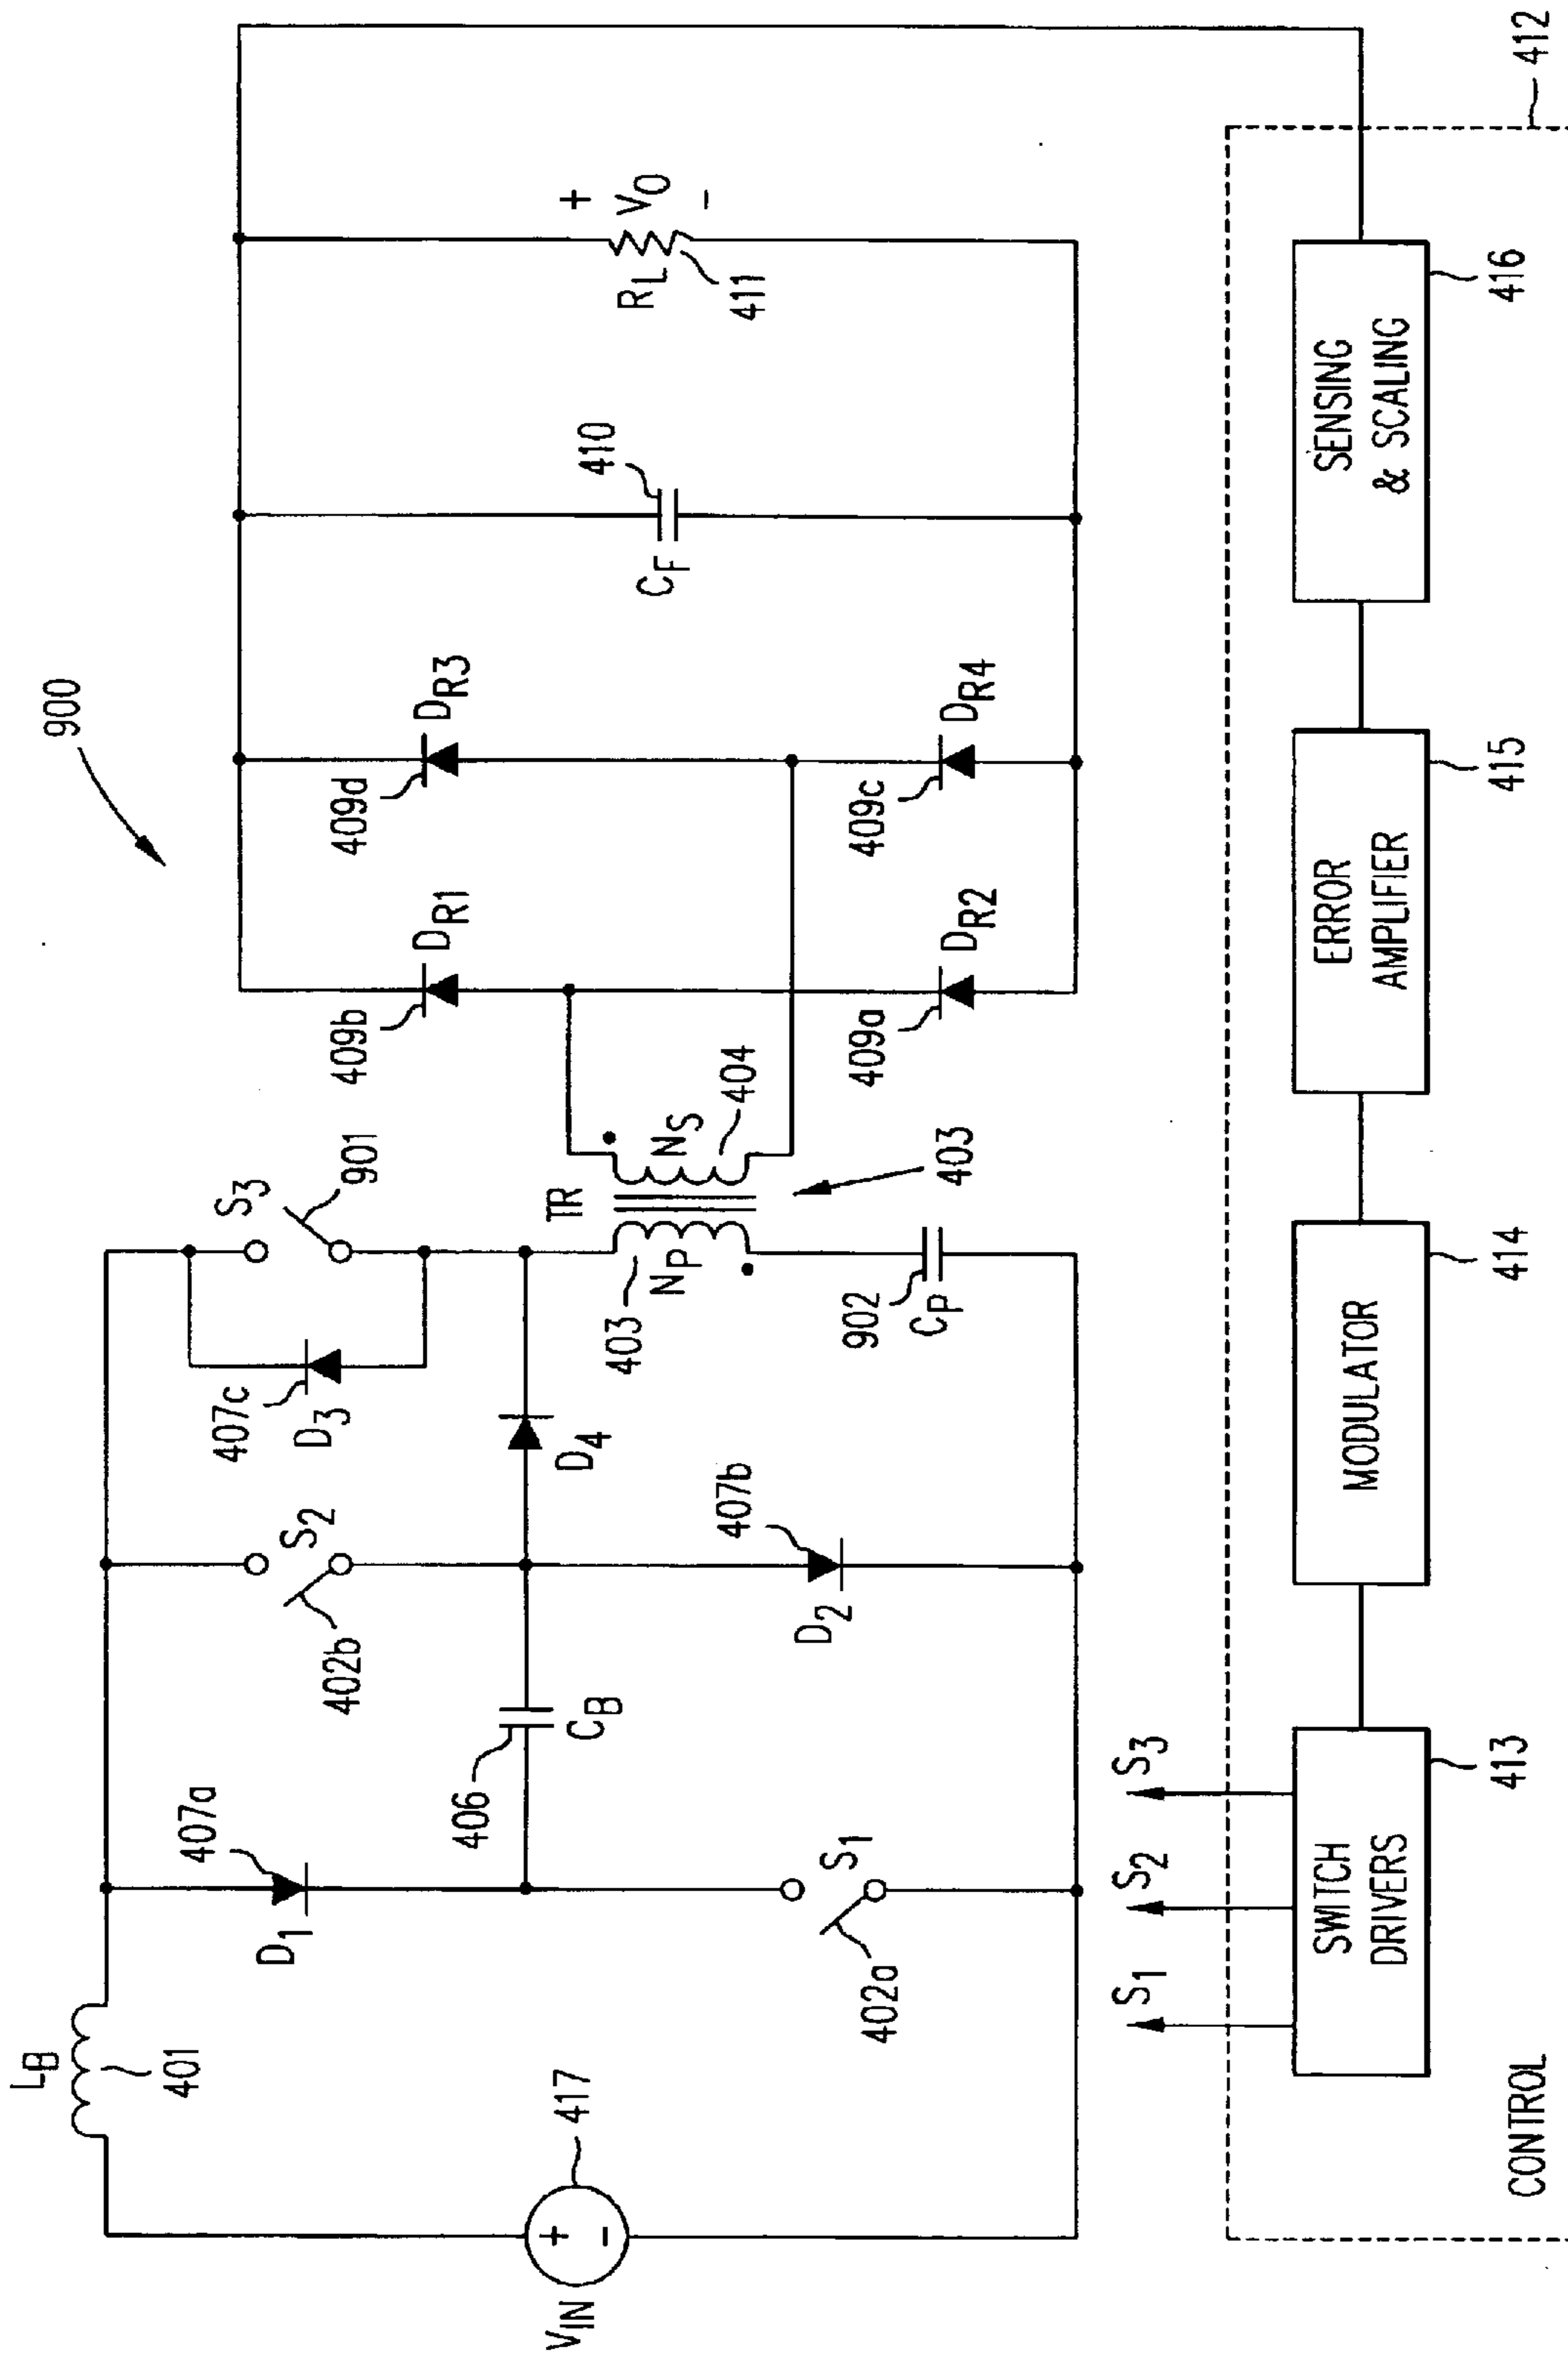 900
LB
401
D1
407a
S2
402b
407c
D3
S3
901
VIN
+
-
417
406
CB
D4
TR
403
NP
NS
404
403
402a
S1
D2
407b
902
CP
409b
DR1
409d
DR3
409a
DR2
409c
DR4
410
CF
+
VO
-
RL
411
S1
S2
S3
412
SWITCH
DRIVERS
413
MODULATOR
414
ERROR
AMPLIFIER
415
SENSING
& SCALING
416
CONTROL